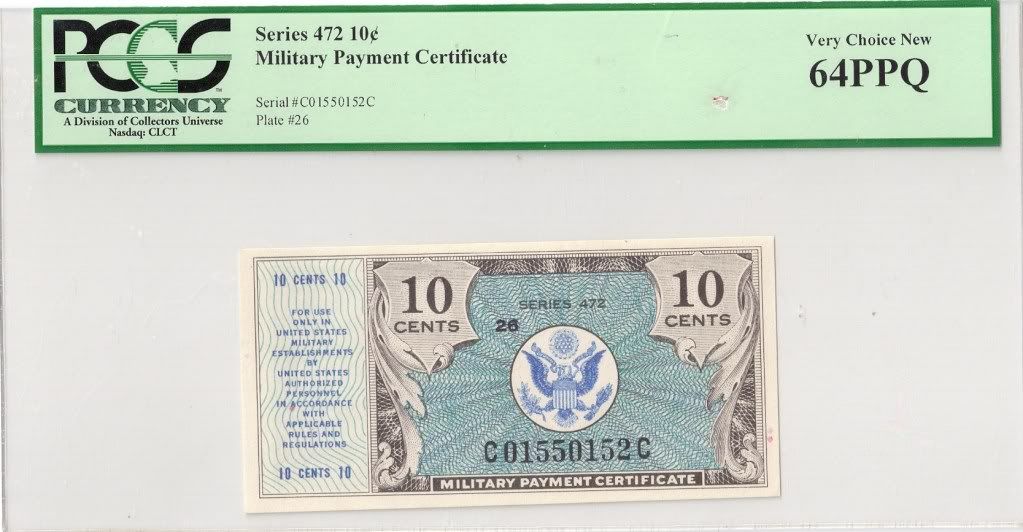 PCGS
CURRENCY
TM
A Division of Collectors Universe
Nasdaq: CLCT
Series 472 10¢
Military Payment Certificate
Serial #C01550152C
Plate #26
Very Choice New
64PPQ
10 CENTS 10
FOR USE
ONLY IN
UNITED STATES
MILITARY
ESTABLISHMENTS
BY
UNITED STATES
AUTHORIZED
PERSONNEL
IN ACCORDANCE
WITH
APPLICABLE
RULES AND
REGULATIONS
10 CENTS 10
10
CENTS
SERIES 472
26
10
CENTS
C01550152C
MILITARY PAYMENT CERTIFICATE